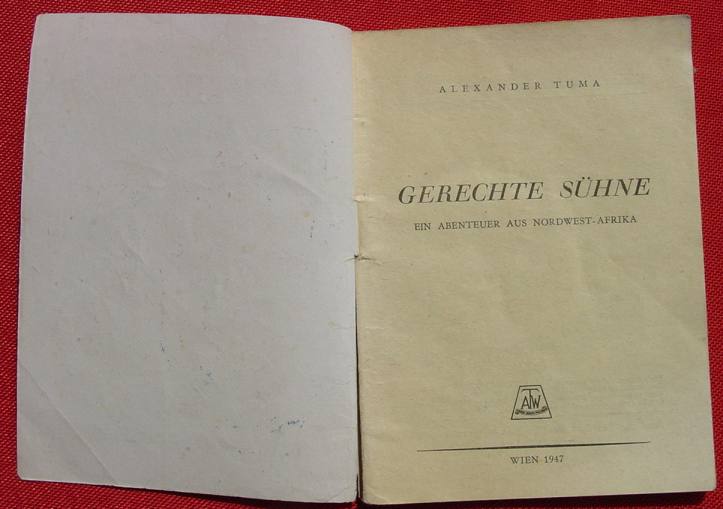 ALEXANDER TUMA
GERECHTE SÜHNE
EIN ABENTEUER AUS NORDWEST-AFRIKA
ATW
WIEN 1947